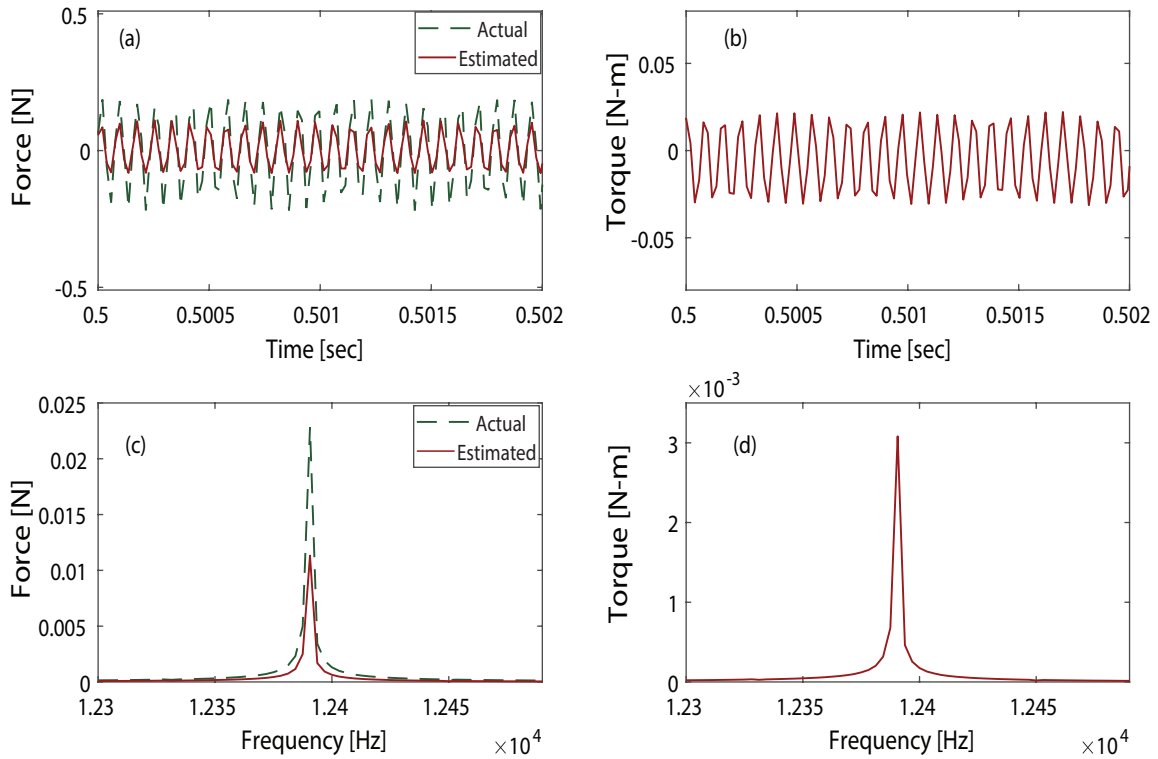 0.5
(a)
Actual
Estimated
Force [N]
0
-0.5
0.5
0.5005
0.501
0.5015
0.502
Time [sec]
(b)
0.05
Torque [N-m]
0
-0.05
0.5
0.5005
0.501
0.5015
0.502
Time [sec]
0.025
(c)
Actual
Estimated
0.02
Force [N]
0.015
0.01
0.005
0
1.23
1.235
1.24
1.245
Frequency [Hz]
×10⁴
×10⁻³
(d)
3
Torque [N-m]
2
1
0
1.23
1.235
1.24
1.245
Frequency [Hz]
×10⁴